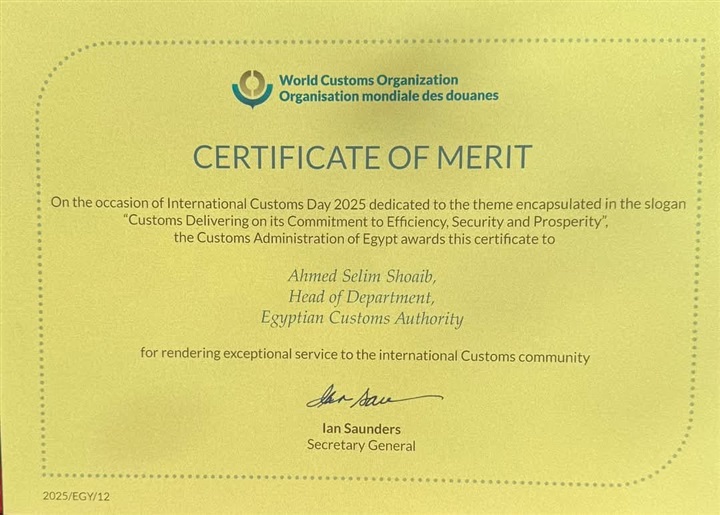 World Customs Organization
Organisation mondiale des douanes
CERTIFICATE OF MERIT
On the occasion of International Customs Day 2025 dedicated to the theme encapsulated in the slogan
“Customs Delivering on its Commitment to Efficiency, Security and Prosperity”,
the Customs Administration of Egypt awards this certificate to
Ahmed Selim Shoaib,
Head of Department,
Egyptian Customs Authority
for rendering exceptional service to the international Customs community
Ian Saunders
Secretary General
2025/EGY/12